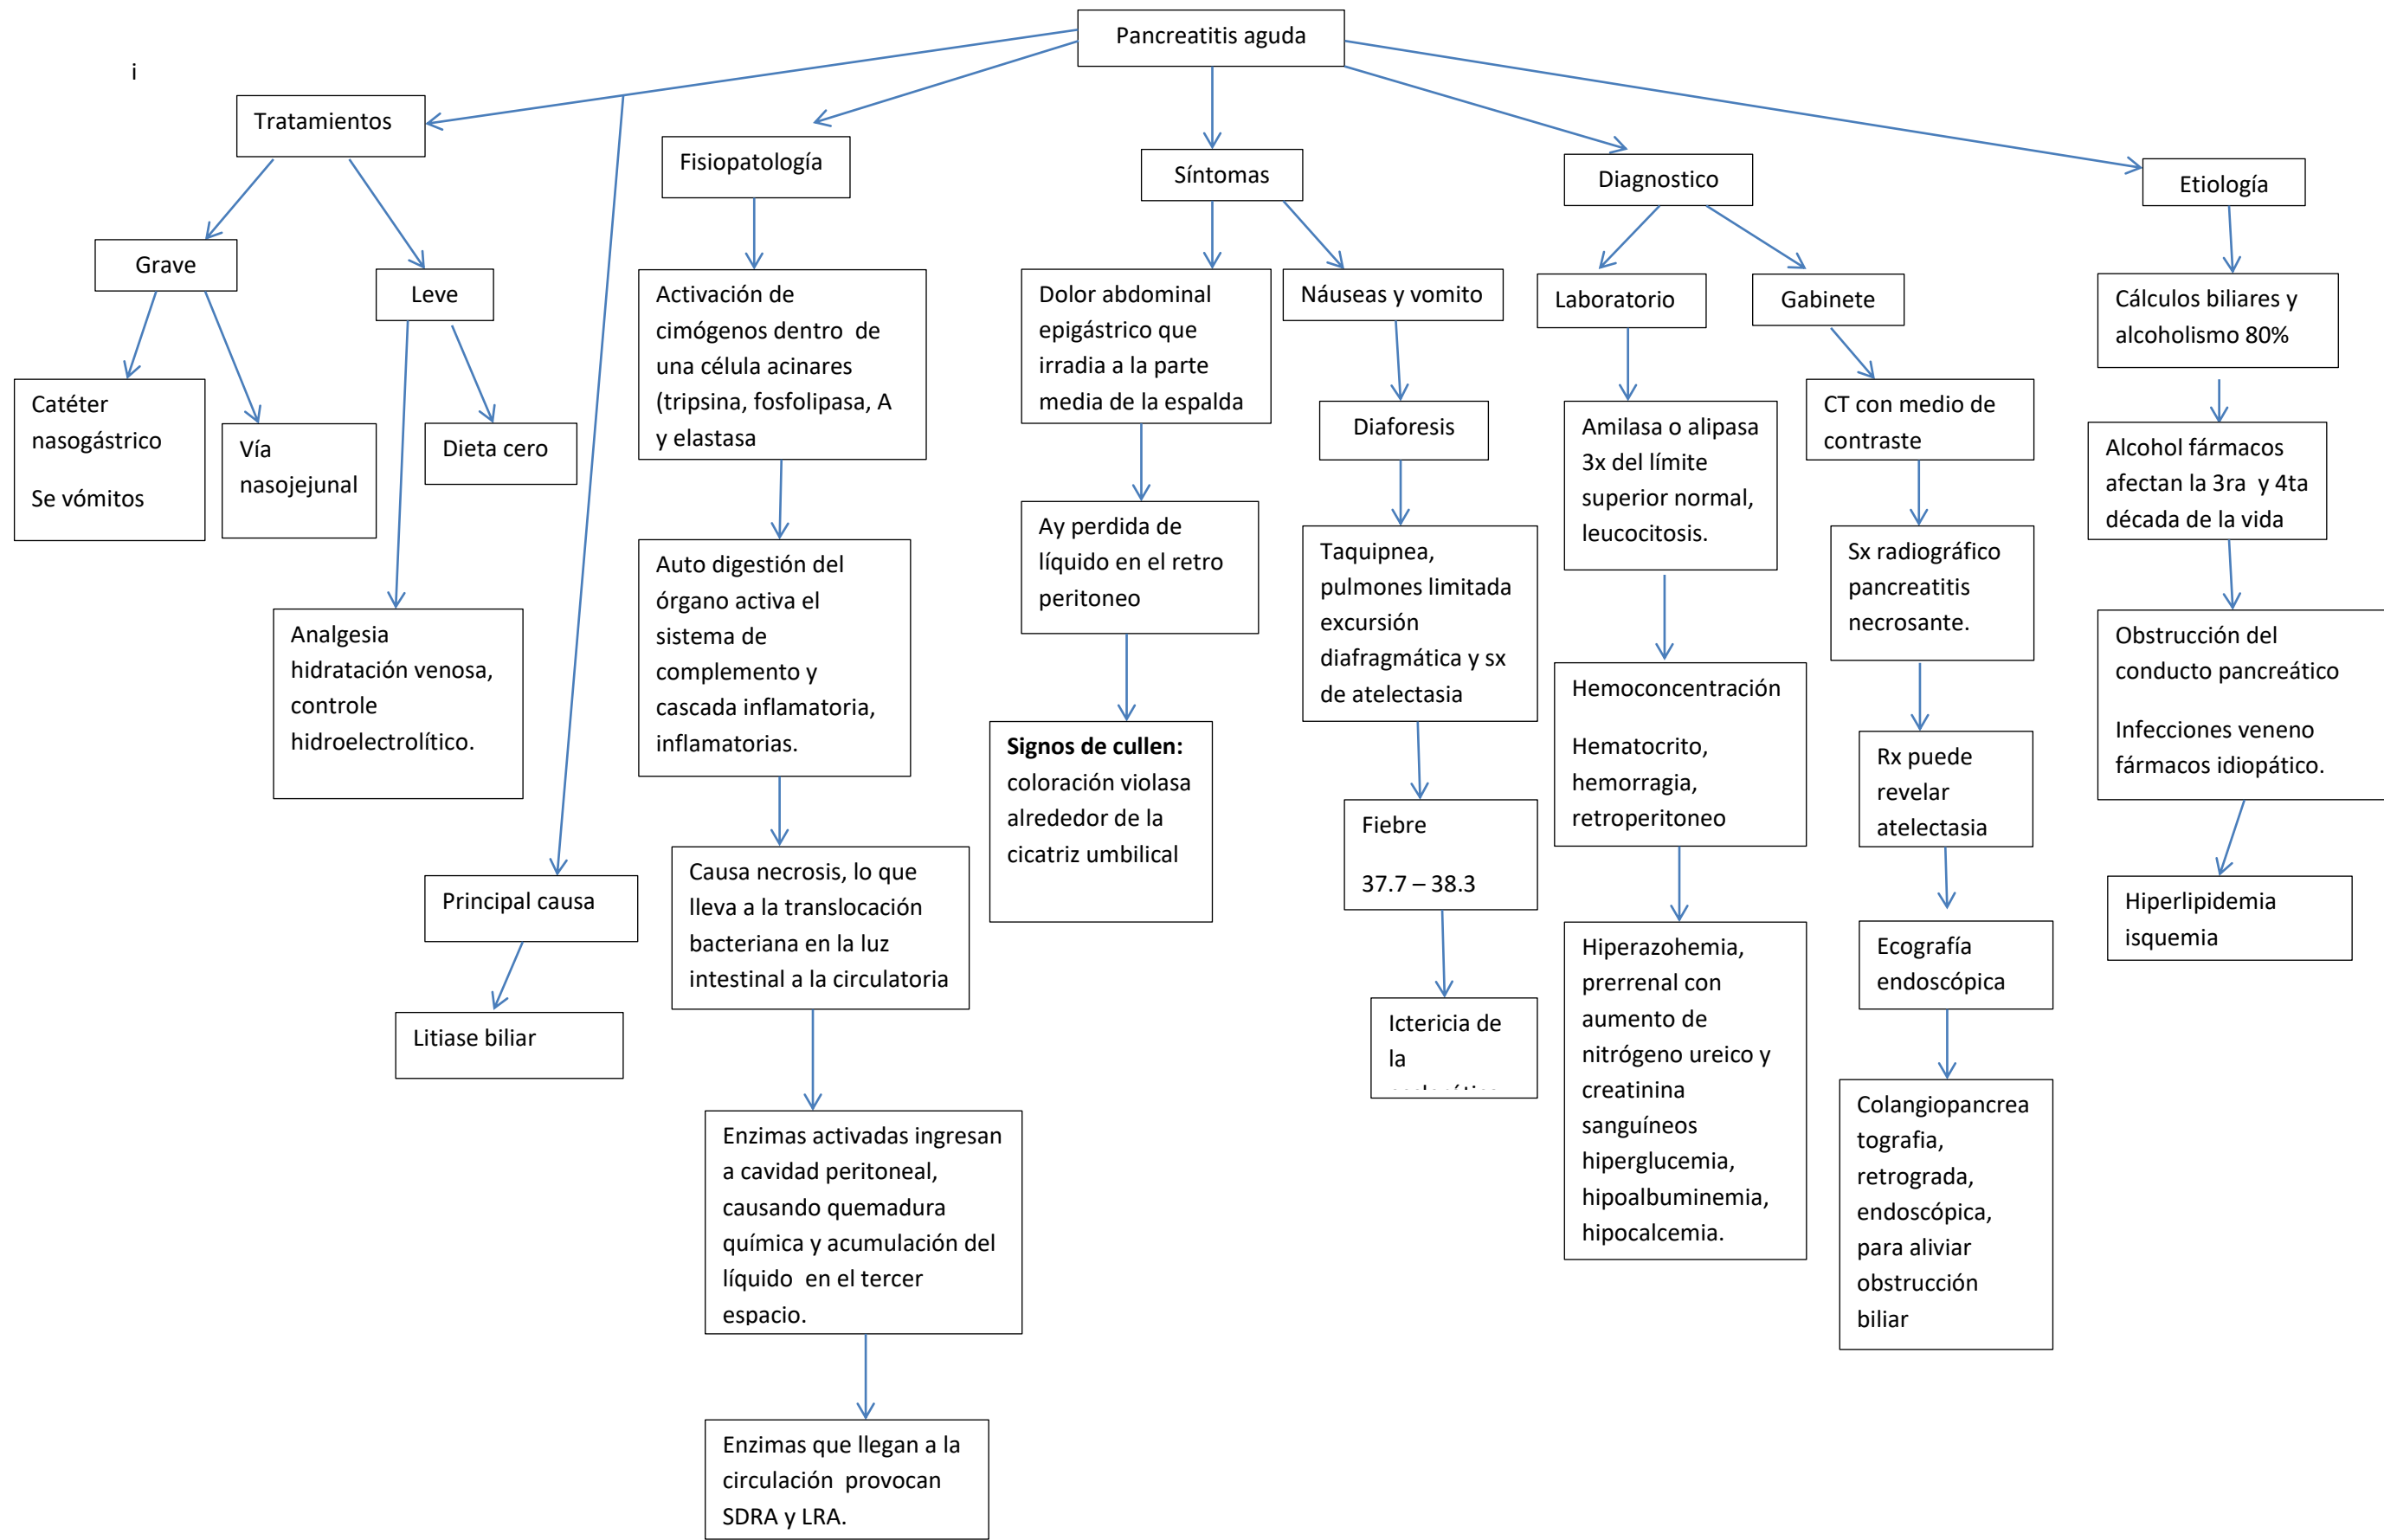 Pancreatitis aguda
i
Tratamientos
Fisiopatología
Síntomas
Diagnostico
Etiología
Grave
Leve
Catéter
nasogástrico
Se vómitos
Vía
nasojejunal
Dieta cero
Analgesia
hidratación venosa,
controle
hidroelectrolítico.
Principal causa
Litiase biliar
Activación de
cimógenos dentro de
una célula acinares
(tripsina, fosfolipasa, A
y elastasa
Auto digestión del
órgano activa el
sistema de
complemento y
cascada inflamatoria,
inflamatorias.
Causa necrosis, lo que
lleva a la translocación
bacteriana en la luz
intestinal a la circulatoria
Enzimas activadas ingresan
a cavidad peritoneal,
causando quemadura
química y acumulación del
líquido en el tercer
espacio.
Enzimas que llegan a la
circulación provocan
SDRA y LRA.
Dolor abdominal
epigástrico que
irradia a la parte
media de la espalda
Ay perdida de
líquido en el retro
peritoneo
Signos de cullen:
coloración violasa
alrededor de la
cicatriz umbilical
Náuseas y vomito
Diaforesis
Taquipnea,
pulmones limitada
excursión
diafragmática y sx
de atelectasia
Fiebre
37.7 – 38.3
Ictericia de
la
Laboratorio
Amilasa o alipasa
3x del límite
superior normal,
leucocitosis.
Hemoconcentración
Hematocrito,
hemorragia,
retroperitoneo
Hiperazohemia,
prerrenal con
aumento de
nitrógeno ureico y
creatinina
sanguíneos
hiperglucemia,
hipoalbuminemia,
hipocalcemia.
Gabinete
CT con medio de
contraste
Sx radiográfico
pancreatitis
necrosante.
Rx puede
revelar
atelectasia
Ecografía
endoscópica
Colangiopancrea
tografia,
retrograda,
endoscópica,
para aliviar
obstrucción
biliar
Cálculos biliares y
alcoholismo 80%
Alcohol fármacos
afectan la 3ra y 4ta
década de la vida
Obstrucción del
conducto pancreático
Infecciones veneno
fármacos idiopático.
Hiperlipidemia
isquemia